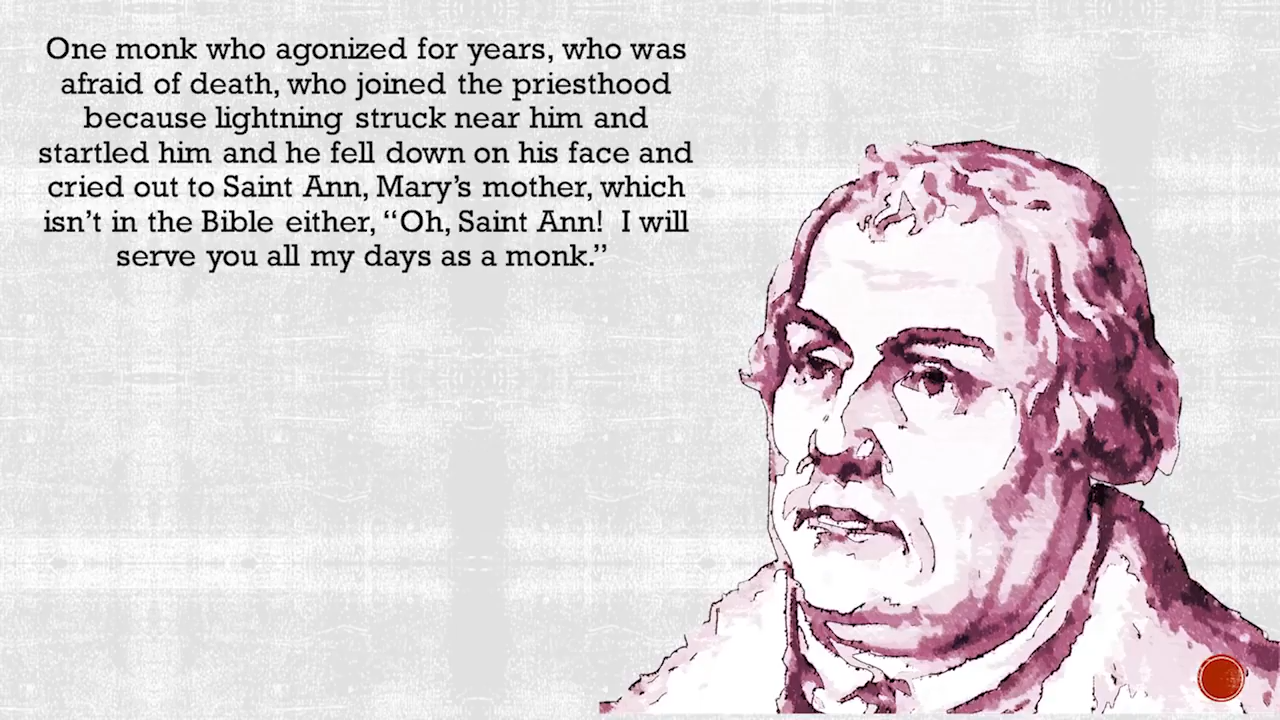 One monk who agonized for years, who was
afraid of death, who joined the priesthood
because lightning struck near him and
startled him and he fell down on his face and
cried out to Saint Ann, Mary’s mother, which
isn’t in the Bible either, “Oh, Saint Ann!  I will
serve you all my days as a monk.”